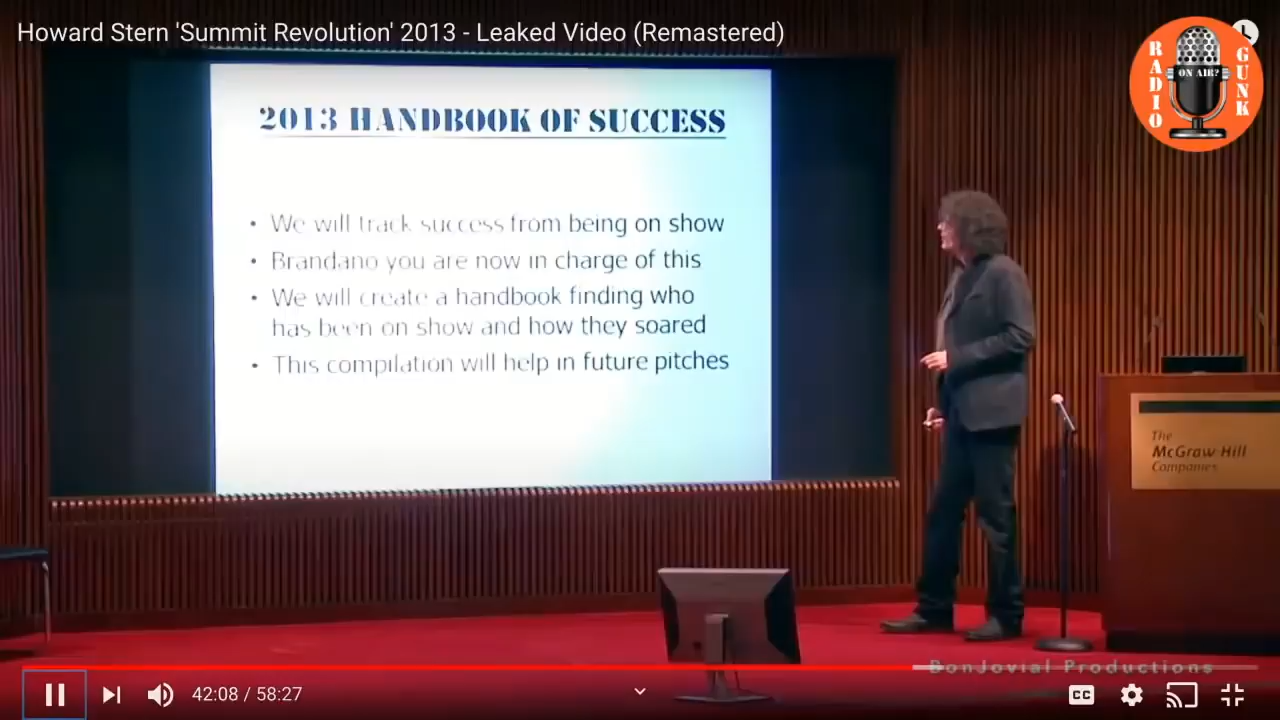 Howard Stern 'Summit Revolution' 2013 - Leaked Video (Remastered)
RADIO
ON AIR?
GUNK
2013 HANDBOOK OF SUCCESS
• We will track success from being on show
• Brandano you are now in charge of this
• We will create a handbook finding who
has been on show and how they soared
• This compilation will help in future pitches
The
McGraw-Hill
Companies
BonJovial Productions
42:08 / 58:27
CC